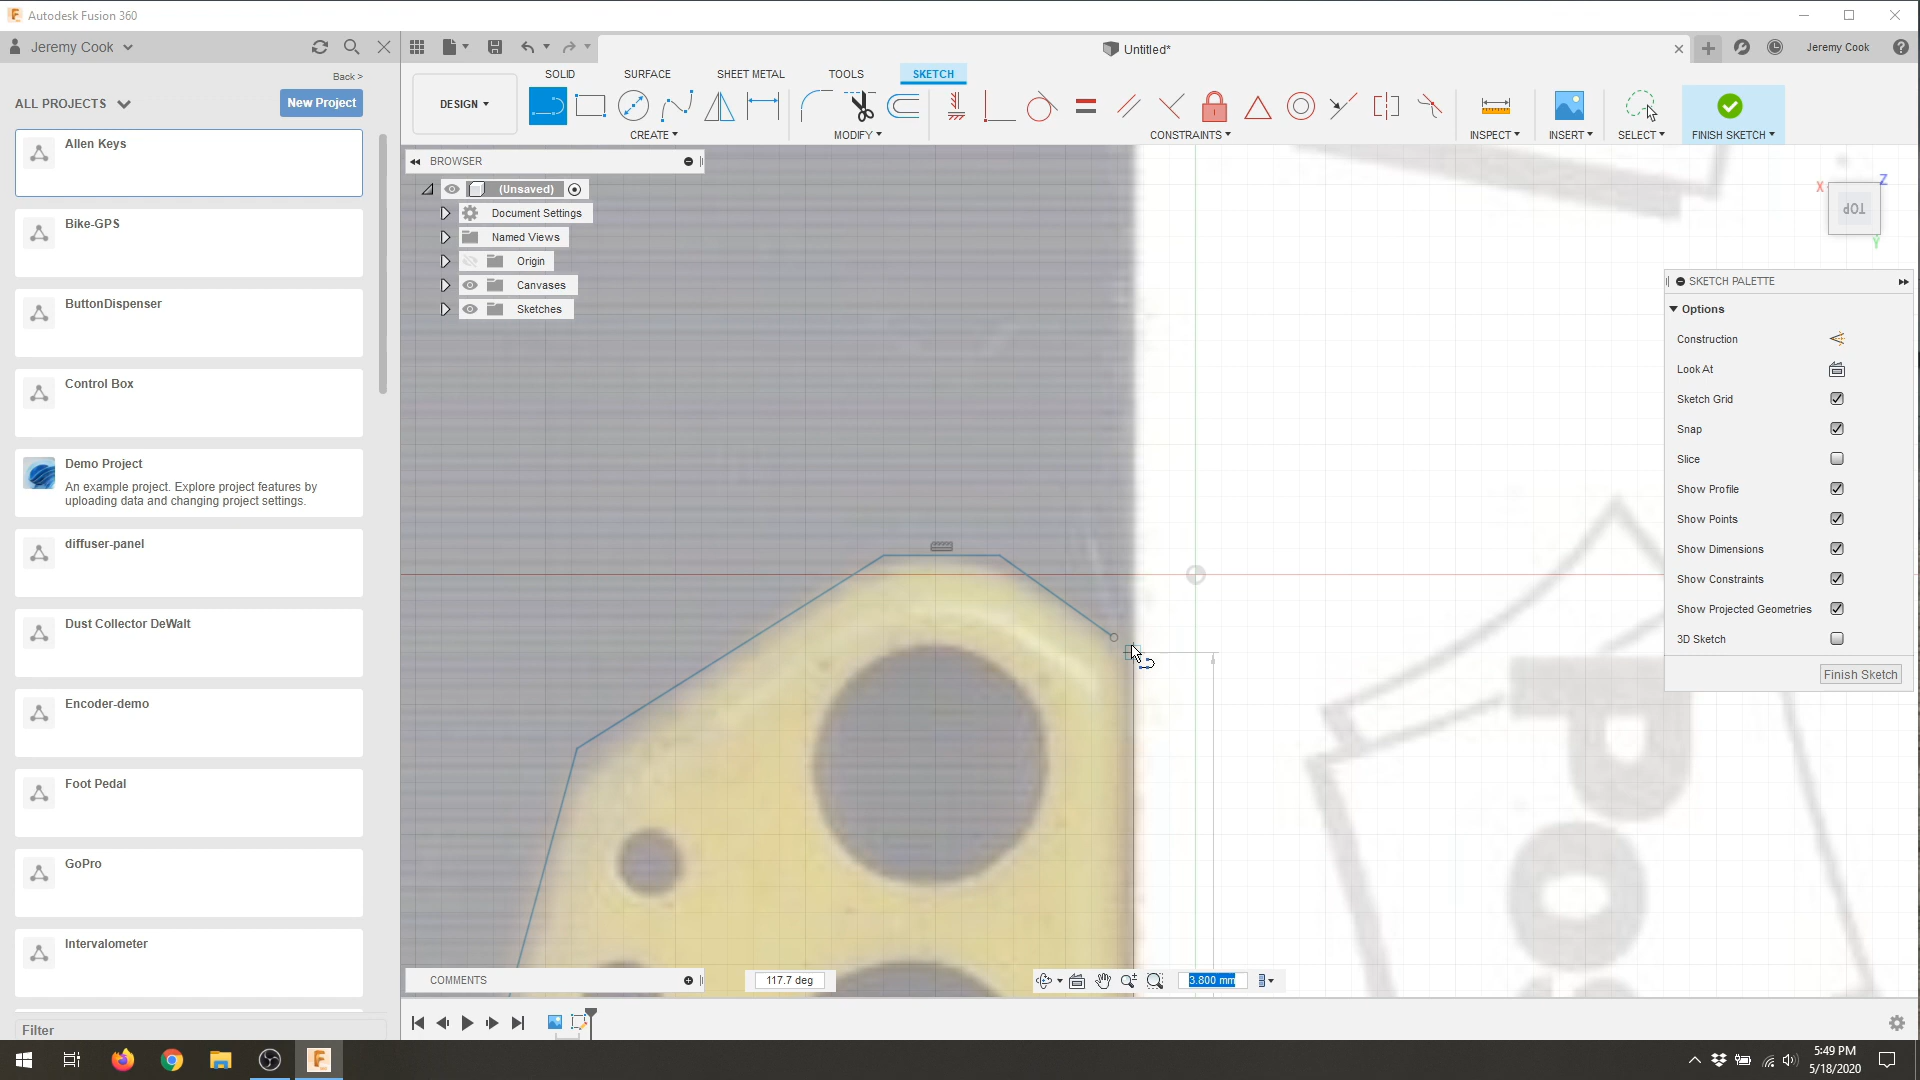 Autodesk Fusion 360
Jeremy Cook
Untitled*
Jeremy Cook
Back >
ALL PROJECTS
New Project
Allen Keys
Bike-GPS
ButtonDispenser
Control Box
Demo Project
An example project. Explore project features by
uploading data and changing project settings.
diffuser-panel
Dust Collector DeWalt
Encoder-demo
Foot Pedal
GoPro
Intervalometer
Filter
SOLID
SURFACE
SHEET METAL
TOOLS
SKETCH
DESIGN
CREATE
MODIFY
CONSTRAINTS
INSPECT
INSERT
SELECT
FINISH SKETCH
BROWSER
(Unsaved)
Document Settings
Named Views
Origin
Canvases
Sketches
X
Z
TOP
Y
SKETCH PALETTE
Options
Construction
Look At
Sketch Grid
Snap
Slice
Show Profile
Show Points
Show Dimensions
Show Constraints
Show Projected Geometries
3D Sketch
Finish Sketch
COMMENTS
117.7 deg
3.800 mm
5:49 PM
5/18/2020